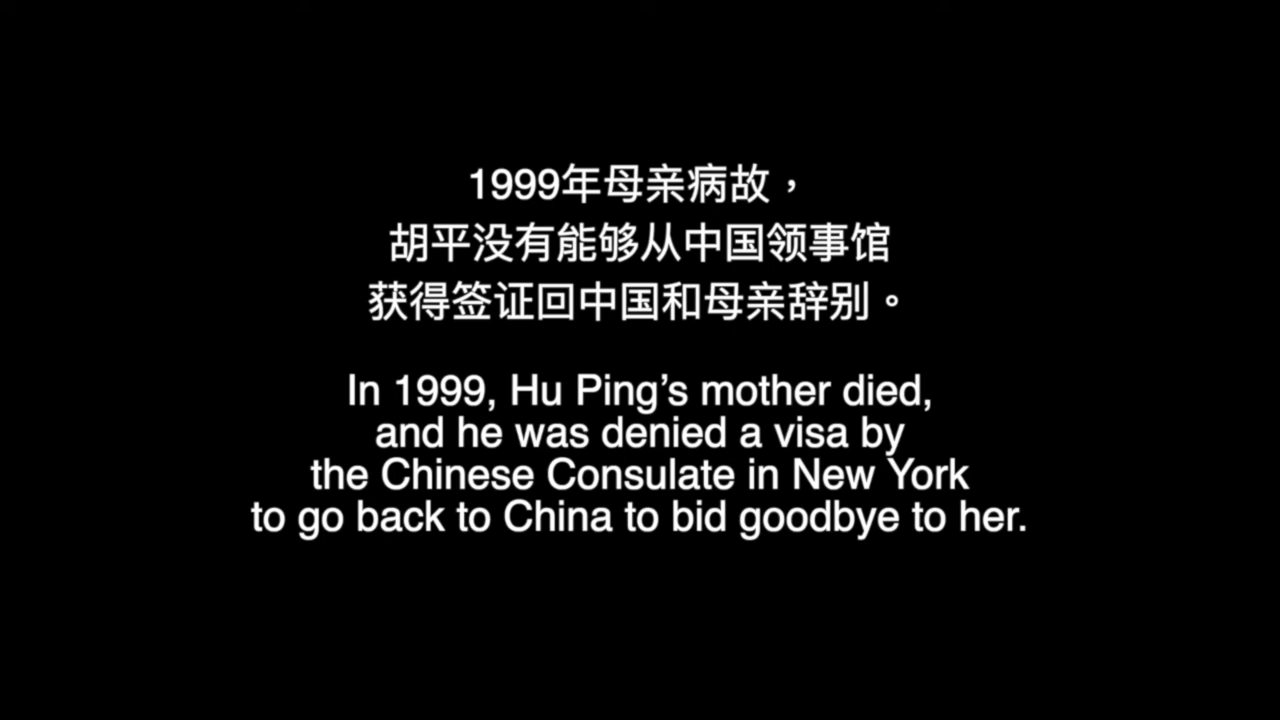 1999年母亲病故，
胡平没有能够从中国领事馆
获得签证回中国和母亲辞别。
In 1999, Hu Ping’s mother died,
and he was denied a visa by
the Chinese Consulate in New York
to go back to China to bid goodbye to her.